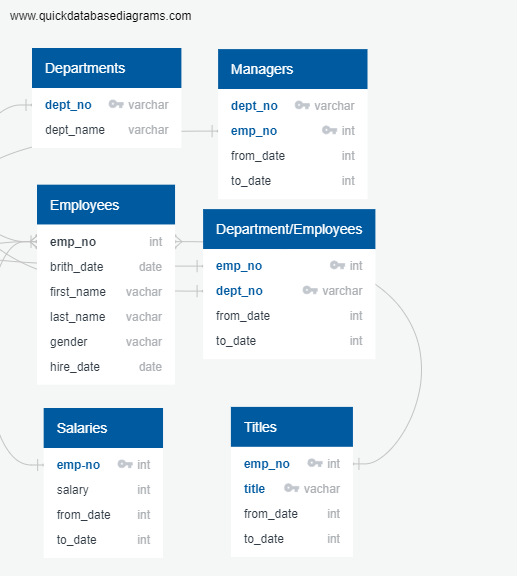 www.quickdatabasediagrams.com
Departments
dept_no varchar
dept_name varchar
Managers
dept_no varchar
emp_no int
from_date int
to_date int
Employees
emp_no int
brith_date date
first_name vachar
last_name vachar
gender vachar
hire_date date
Department/Employees
emp_no int
dept_no varchar
from_date int
to_date int
Salaries
emp-no int
salary int
from_date int
to_date int
Titles
emp_no int
title vachar
from_date int
to_date int